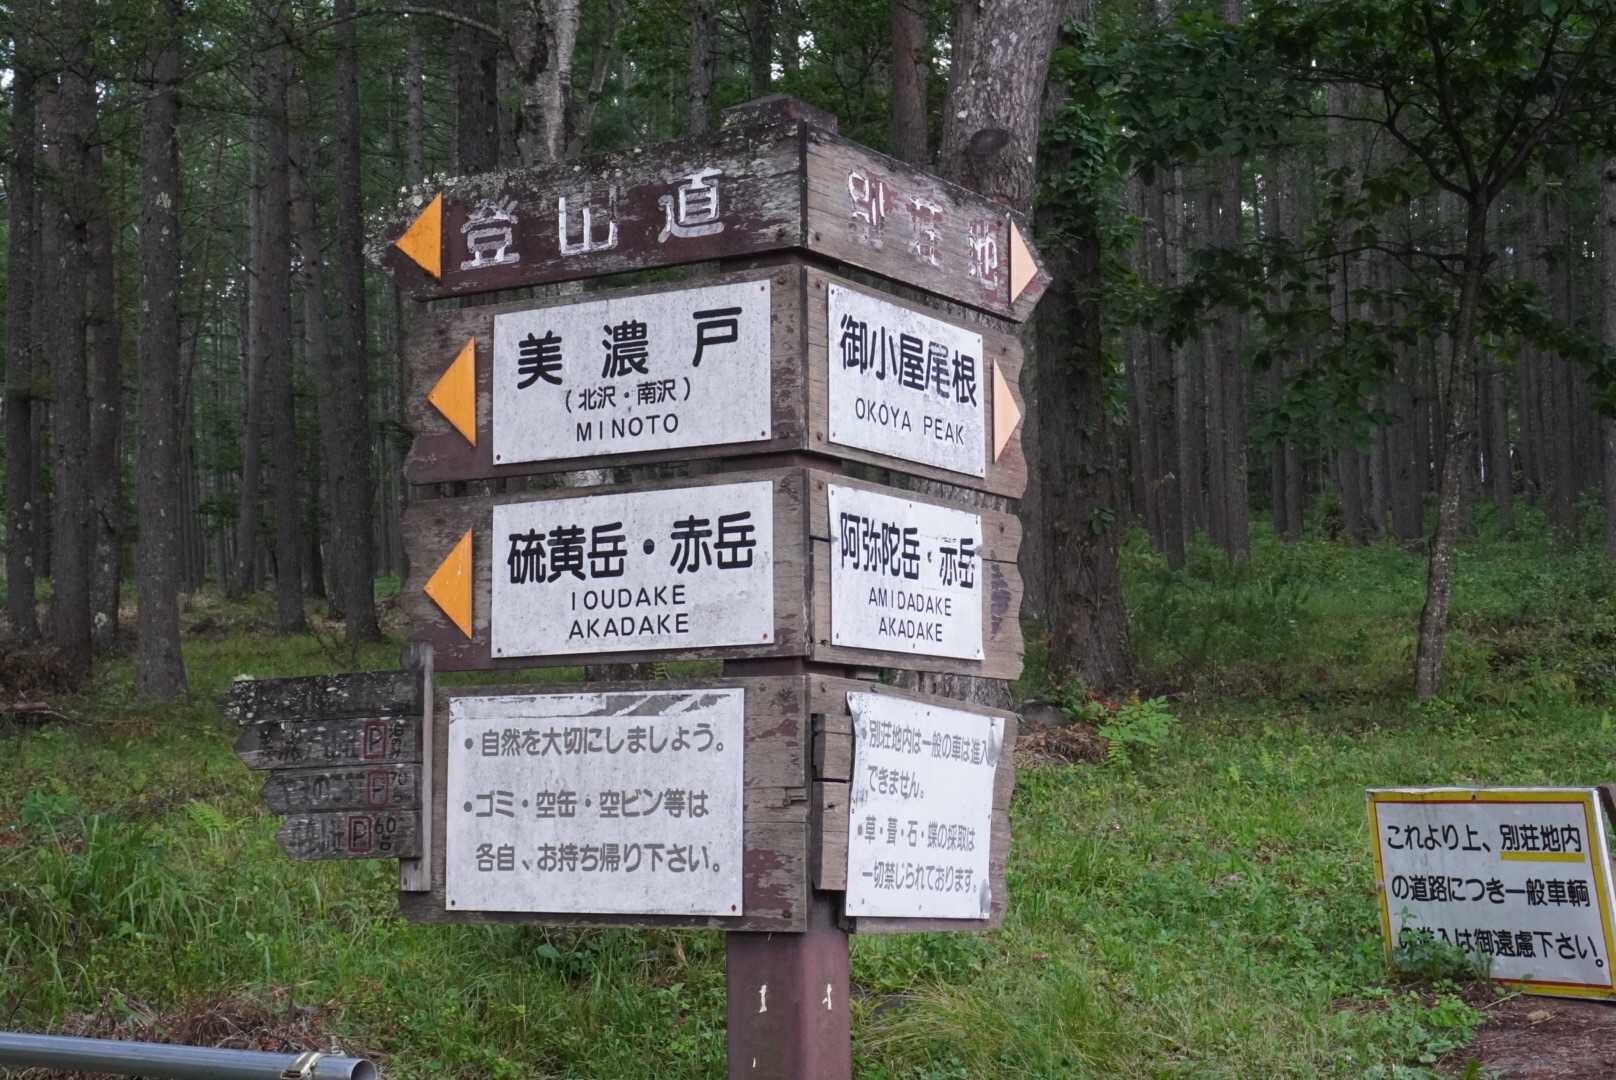 登山道
美濃戸
(北沢・南沢)
MINOTO
硫黄岳・赤岳
IOUDAKE
AKADAKE
・自然を大切にしましょう。
・ゴミ・空缶・空ビン等は
各自、お持ち帰り下さい。
別荘地
御小屋尾根
OKOYA PEAK
阿弥陀岳・赤岳
AMIDADAKE
AKADAKE
・別荘地内は一般の車は進入
できません。
・草・苔・石・蝶の採取は
一切禁じられております。
P
P 70
P 60
これより上、別荘地内
の道路につき一般車輌
の進入は御遠慮下さい。